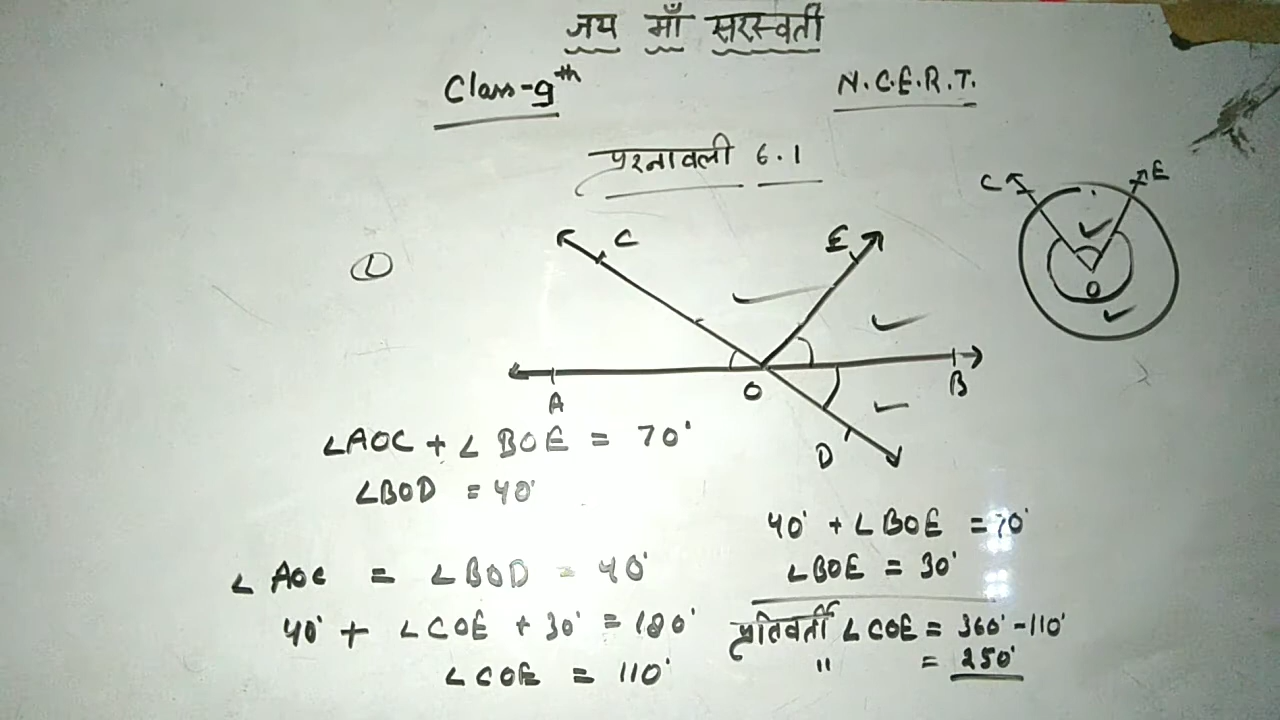 जय माँ सरस्वती
Class-9th N.C.E.R.T.
प्रश्नावली 6.1
C E
O
①
C E
A O B
D
∠AOC + ∠BOE = 70°
∠BOD = 40°
40° + ∠BOE = 70°
∠BOE = 30°
∠AOC = ∠BOD = 40°
40° + ∠COE + 30° = 180°
∠COE = 110°
प्रतिवर्ती ∠COE = 360° - 110°
" = 250°